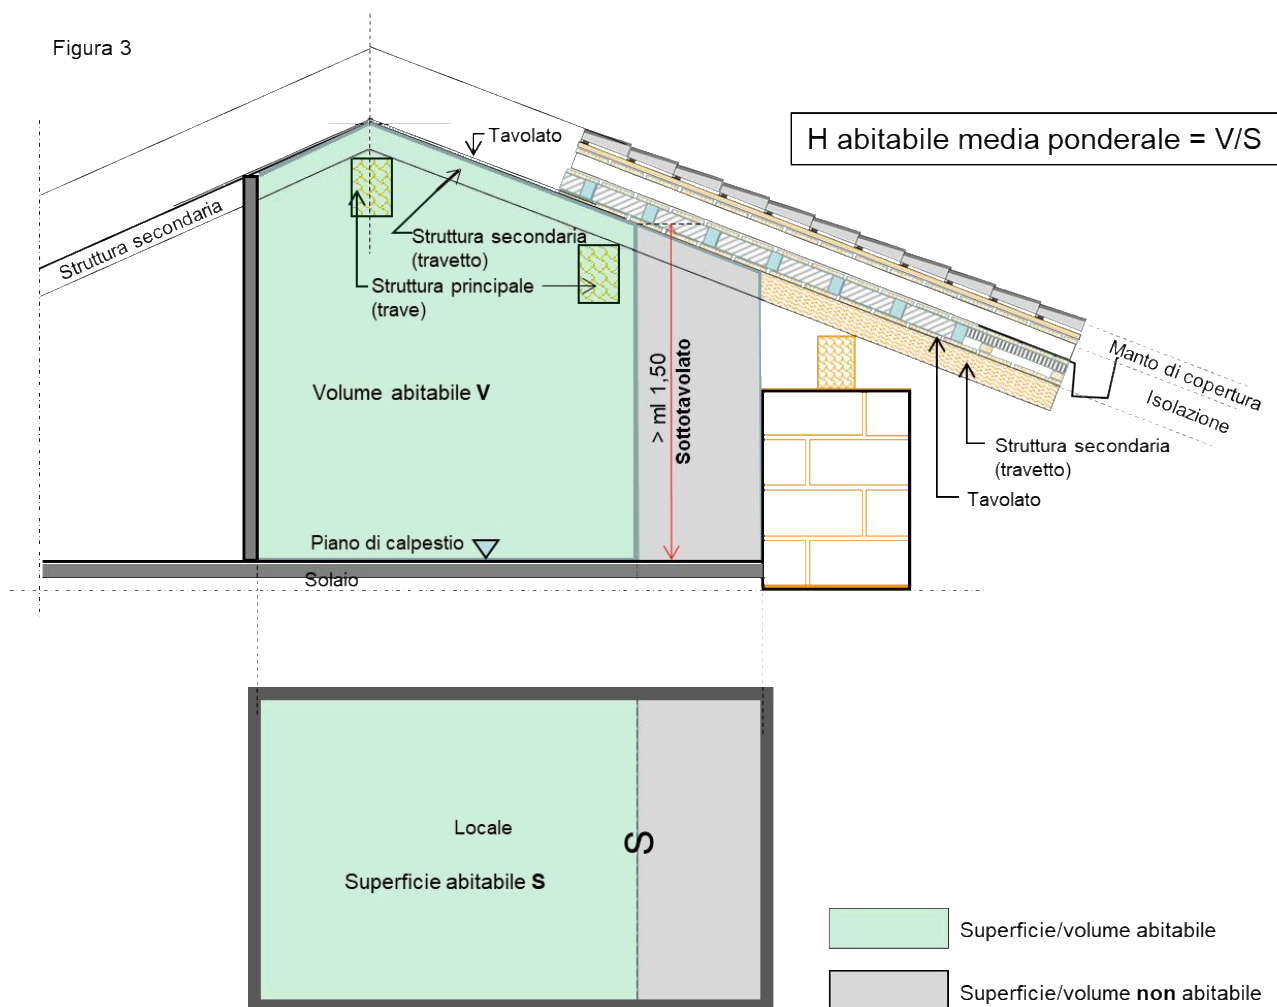 Figura 3
H abitabile media ponderale = V/S
Tavolato
Struttura secondaria
Struttura secondaria
(travetto)
Struttura principale
(trave)
Volume abitabile V
> ml 1,50
Sottotavolato
Manto di copertura
Isolazione
Struttura secondaria
(travetto)
Tavolato
Piano di calpestio
Solaio
Locale
S
Superficie abitabile S
Superficie/volume abitabile
Superficie/volume non abitabile